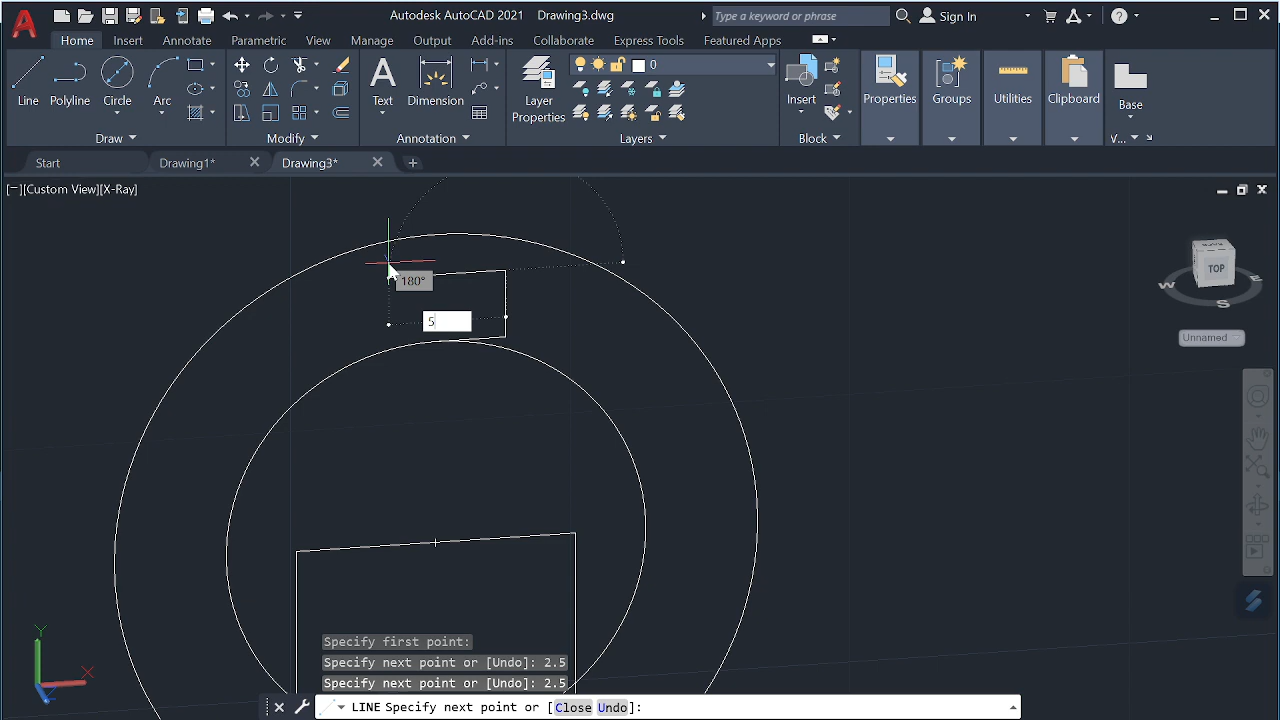 Autodesk AutoCAD 2021 Drawing3.dwg Type a keyword or phrase Sign In
Home Insert Annotate Parametric View Manage Output Add-ins Collaborate Express Tools Featured Apps
0
Line Polyline Circle Arc Text Dimension Layer Properties Insert Properties Groups Utilities Clipboard Base
Draw Modify Annotation Layers Block V...
Start Drawing1* Drawing3*
[−][Custom View][X-Ray]
TOP
W S E
180°
5
Unnamed
Y
X
Z
Specify first point:
Specify next point or [Undo]: 2.5
Specify next point or [Undo]: 2.5
LINE Specify next point or [Close Undo]: